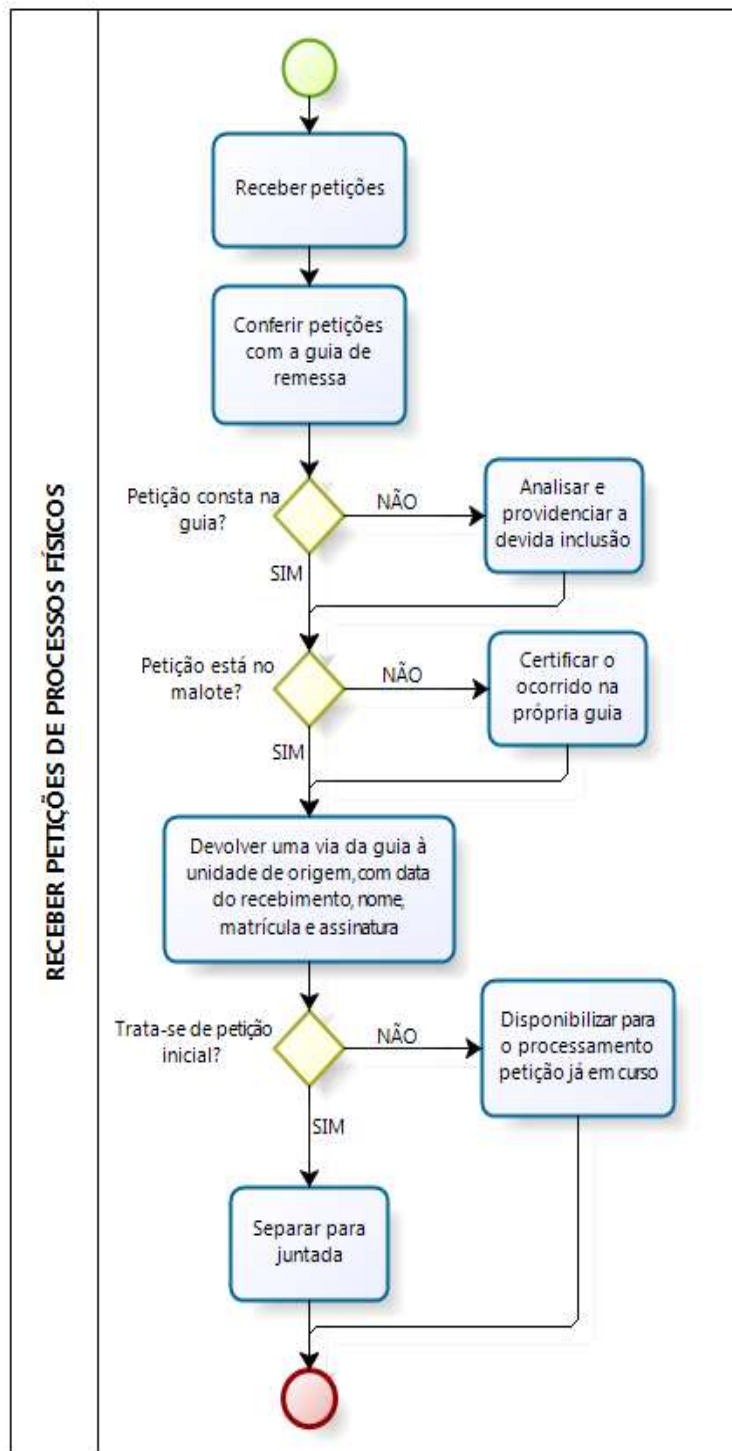 RECEBER PETIÇÕES DE PROCESSOS FÍSICOS
Receber petições
Conferir petições
com a guia de
remessa
Petição consta na
guia?
NÃO
Analisar e
providenciar a
devida inclusão
SIM
Petição está no
malote?
NÃO
Certificar o
ocorrido na
própria guia
SIM
Devolver uma via da guia à
unidade de origem, com data
do recebimento, nome,
matrícula e assinatura
Trata-se de petição
inicial?
NÃO
Disponibilizar para
o processamento
petição já em curso
SIM
Separar para
juntada